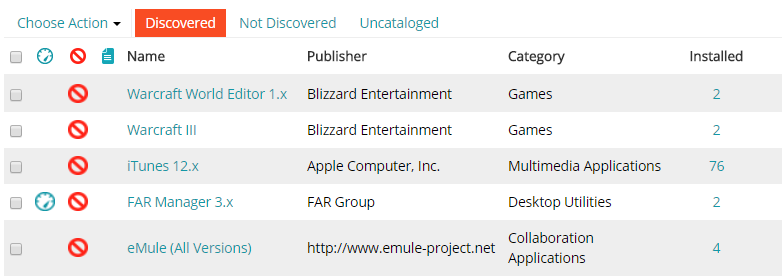 Choose Action Discovered Not Discovered Uncataloged
Name Publisher Category Installed
Warcraft World Editor 1.x Blizzard Entertainment Games 2
Warcraft III Blizzard Entertainment Games 2
iTunes 12.x Apple Computer, Inc. Multimedia Applications 76
FAR Manager 3.x FAR Group Desktop Utilities 2
eMule (All Versions) http://www.emule-project.net Collaboration Applications 4